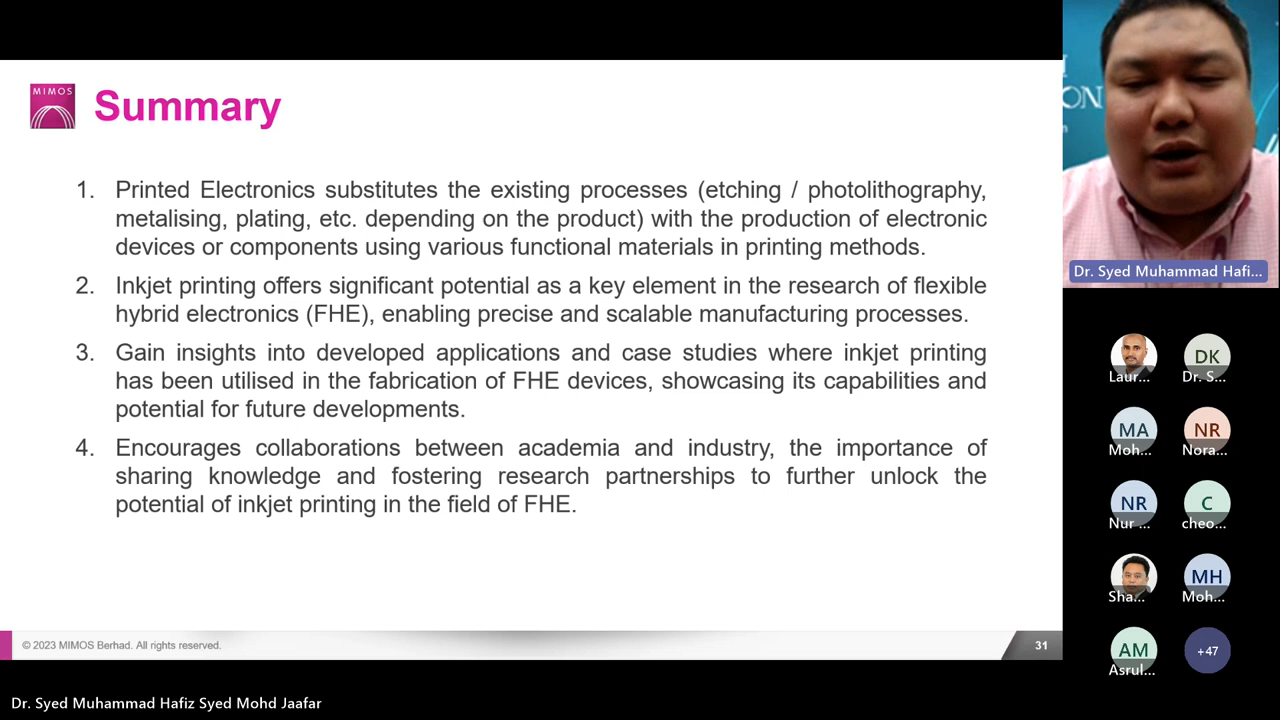 MIMOS
Summary
1. Printed Electronics substitutes the existing processes (etching / photolithography,
metalising, plating, etc. depending on the product) with the production of electronic
devices or components using various functional materials in printing methods.
2. Inkjet printing offers significant potential as a key element in the research of flexible
hybrid electronics (FHE), enabling precise and scalable manufacturing processes.
3. Gain insights into developed applications and case studies where inkjet printing
has been utilised in the fabrication of FHE devices, showcasing its capabilities and
potential for future developments.
4. Encourages collaborations between academia and industry, the importance of
sharing knowledge and fostering research partnerships to further unlock the
potential of inkjet printing in the field of FHE.
© 2023 MIMOS Berhad. All rights reserved.
31
Dr. Syed Muhammad Hafiz Syed Mohd Jaafar
ON
Dr. Syed Muhammad Hafi...
Laur...
DK
Dr. S...
MA
Moh...
NR
Nora...
NR
Nur ...
C
cheo...
Sha...
MH
Moh...
AM
Asrul...
+47